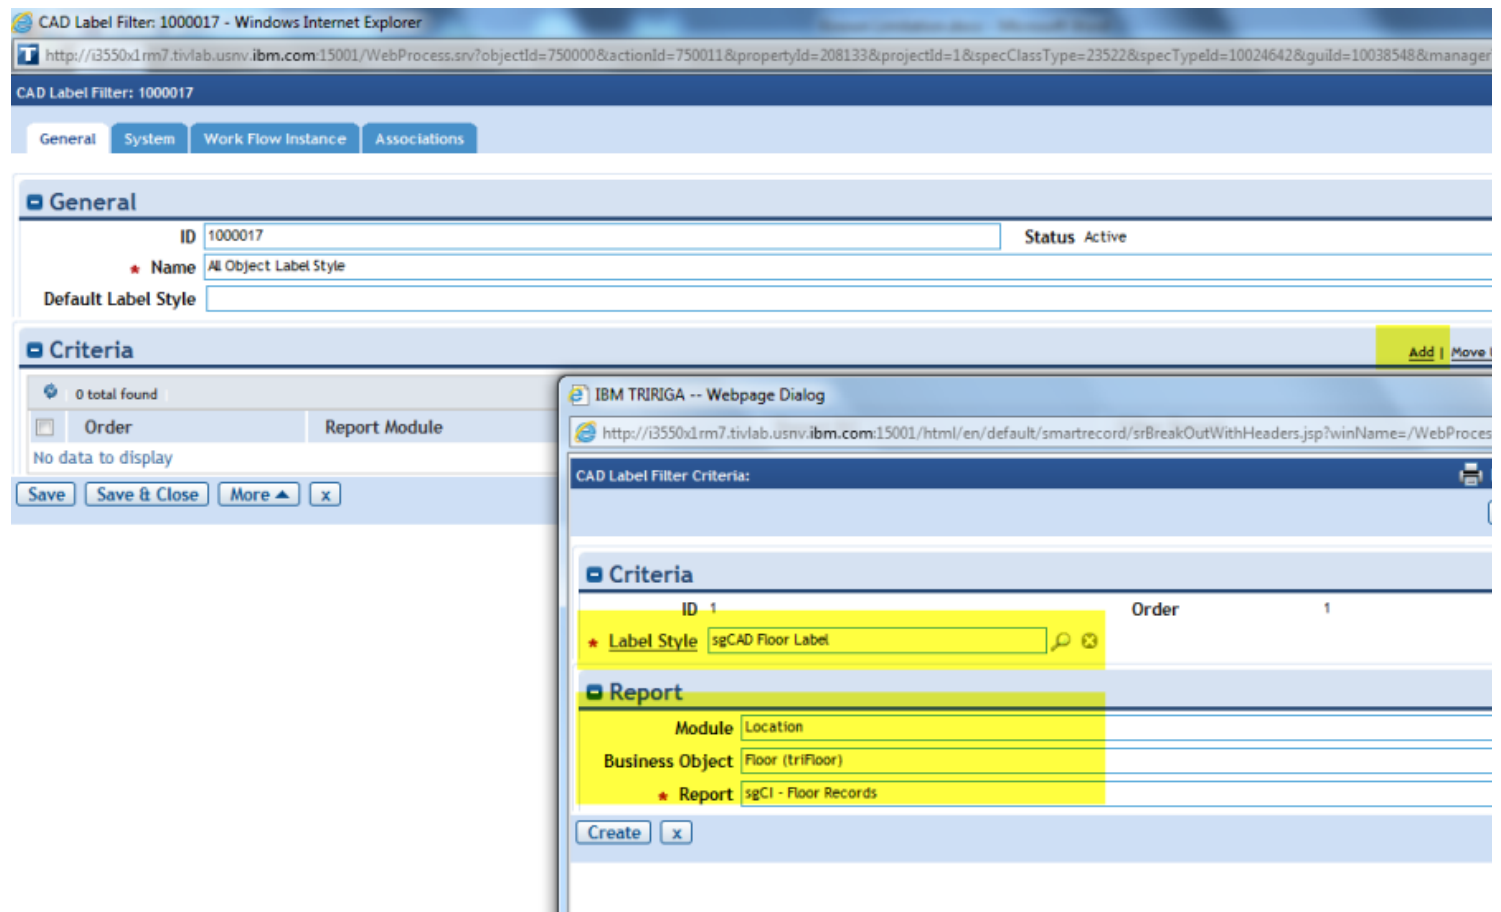 CAD Label Filter: 1000017 - Windows Internet Explorer
http://i3550x1rm7.tivlab.usnv.ibm.com:15001/WebProcess.srv?objectId=750000&actionId=750011&propertyId=208133&projectId=1&specClassType=23522&specTypeId=10024642&guiId=10038548&manager
CAD Label Filter: 1000017
General System Work Flow Instance Associations
General
ID 1000017 Status Active
* Name All Object Label Style
Default Label Style
Criteria
Add | Move
0 total found
Order Report Module
No data to display
Save Save & Close More x
IBM TRIRIGA -- Webpage Dialog
http://i3550x1rm7.tivlab.usnv.ibm.com:15001/html/en/default/smartrecord/srBreakOutWithHeaders.jsp?winName=/WebProces
CAD Label Filter Criteria:
Criteria
ID 1 Order 1
* Label Style sgCAD Floor Label
Report
Module Location
Business Object Floor (triFloor)
* Report sgCI - Floor Records
Create x